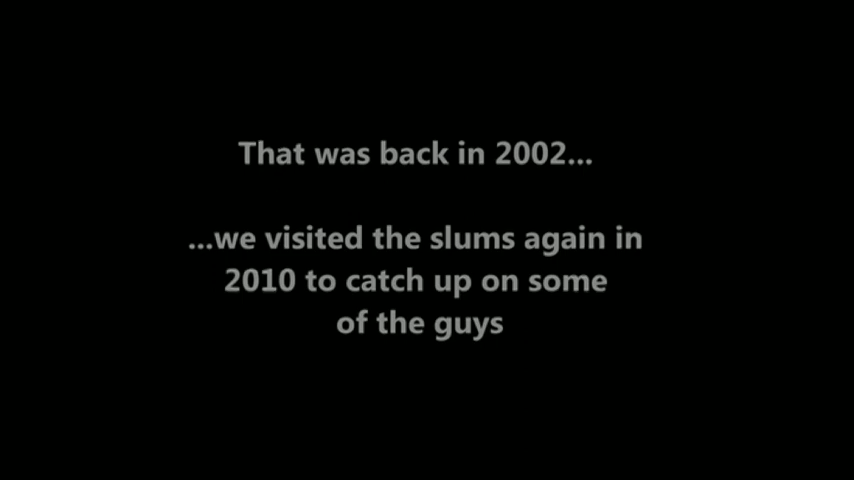 That was back in 2002...
...we visited the slums again in
2010 to catch up on some
of the guys